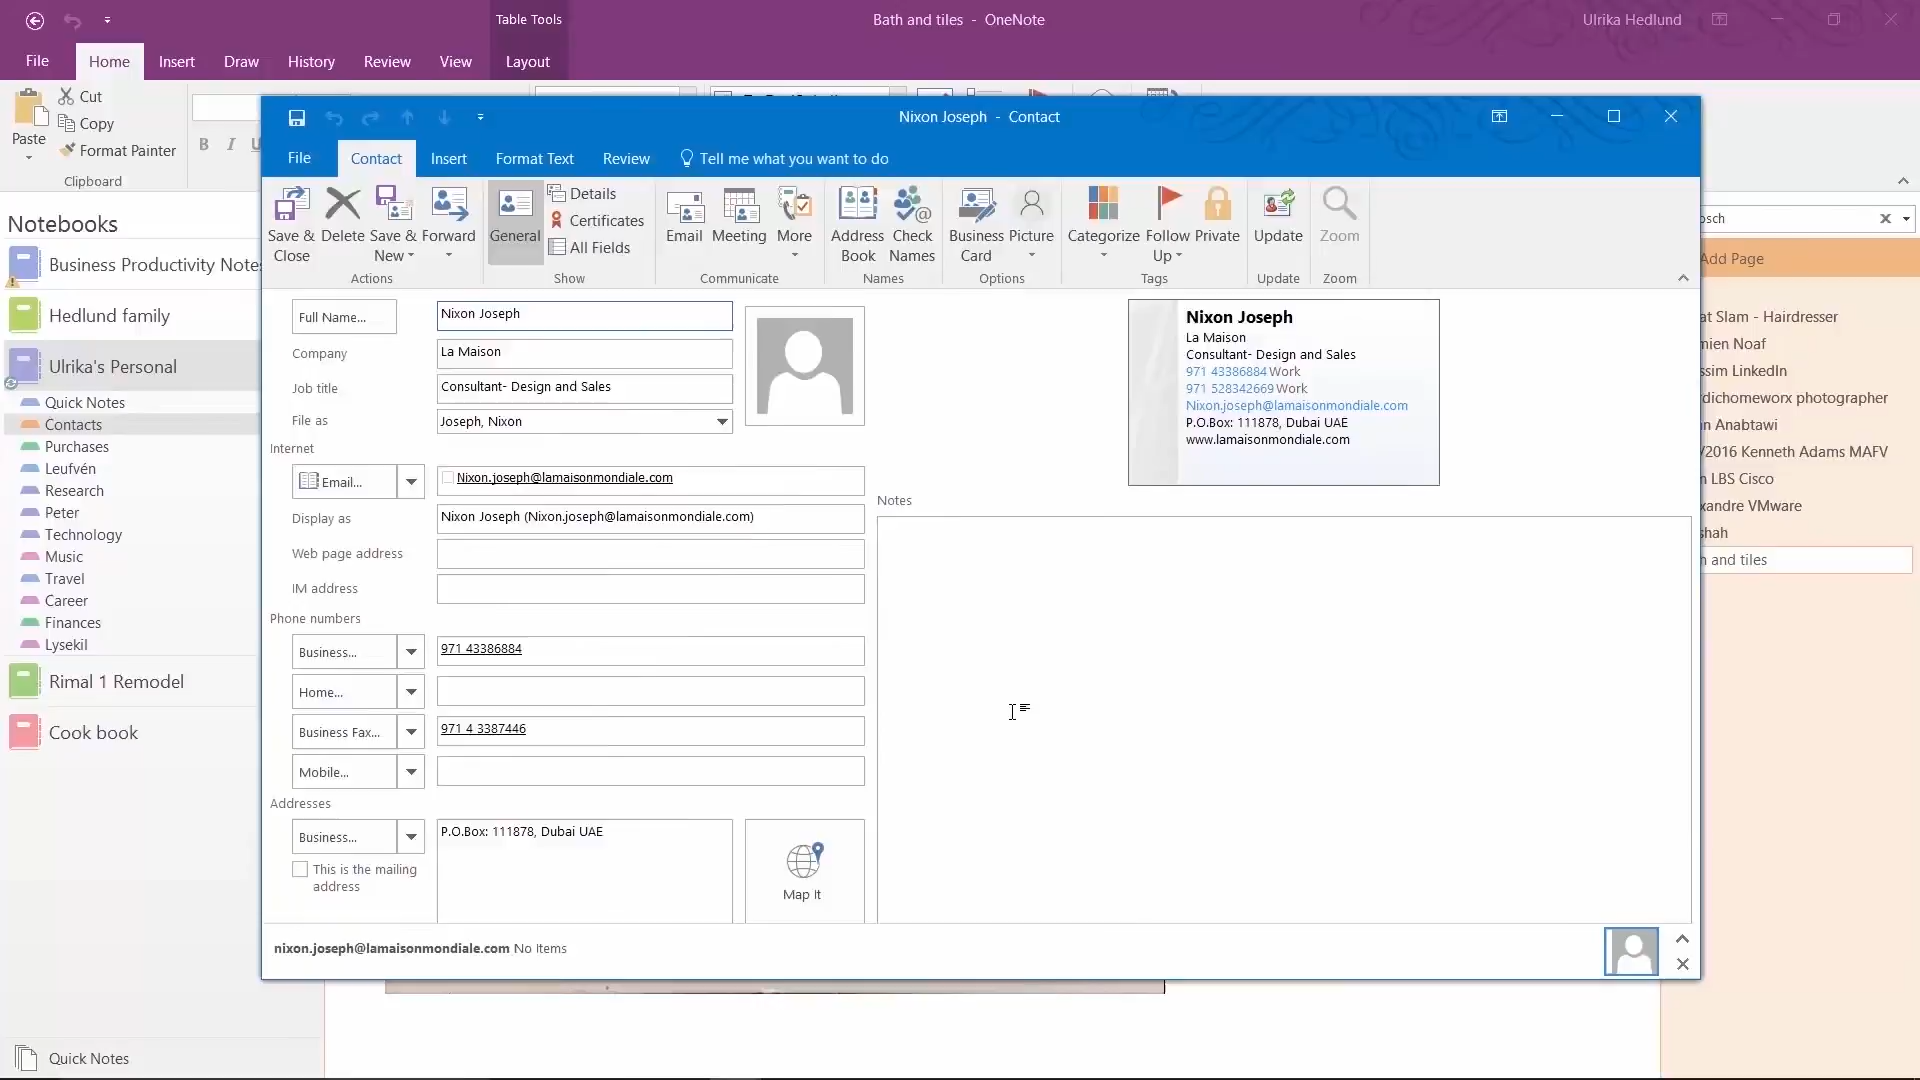 Table Tools
Bath and tiles - OneNote
Ulrika Hedlund
File
Home
Insert
Draw
History
Review
View
Layout
Paste
Cut
Copy
Format Painter
Clipboard
B I U
Nixon Joseph - Contact
File
Contact
Insert
Format Text
Review
Tell me what you want to do
Save & Close
Delete
Save & New
Forward
Actions
General
Details
Certificates
All Fields
Show
Email
Meeting
More
Communicate
Address Book
Check Names
Names
Business Card
Picture
Options
Categorize
Follow Up
Private
Tags
Update
Update
Zoom
Zoom
Notebooks
Business Productivity Notes
Hedlund family
Ulrika's Personal
Quick Notes
Contacts
Purchases
Leufvén
Research
Peter
Technology
Music
Travel
Career
Finances
Lysekil
Rimal 1 Remodel
Cook book
Quick Notes
Full Name...
Nixon Joseph
Company
La Maison
Job title
Consultant- Design and Sales
File as
Joseph, Nixon
Internet
Email...
Nixon.joseph@lamaisonmondiale.com
Display as
Nixon Joseph (Nixon.joseph@lamaisonmondiale.com)
Web page address
IM address
Phone numbers
Business...
971 43386884
Home...
Business Fax...
971 4 3387446
Mobile...
Addresses
Business...
P.O.Box: 111878, Dubai UAE
This is the mailing address
Map It
Nixon Joseph
La Maison
Consultant- Design and Sales
971 43386884 Work
971 528342669 Work
Nixon.joseph@lamaisonmondiale.com
P.O.Box: 111878, Dubai UAE
www.lamaisonmondiale.com
Notes
nixon.joseph@lamaisonmondiale.com No Items
osch
Add Page
at Slam - Hairdresser
mien Noaf
ssim LinkedIn
rdichomeworx photographer
an Anabtawi
/2016 Kenneth Adams MAFV
n LBS Cisco
exandre VMware
shah
h and tiles